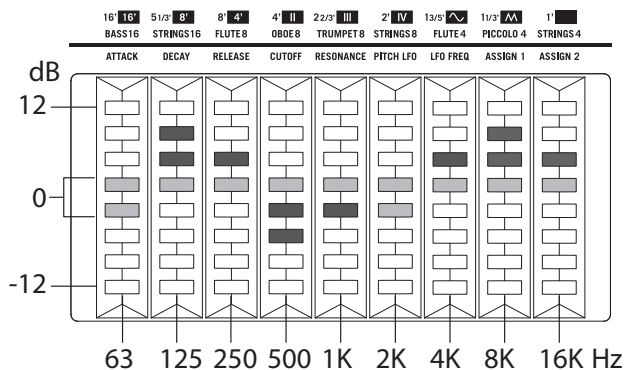 16' 16' 5 1/3' 8' 8' 4' 4' II 2 2/3' III 2' IV 1 3/5' 1 1/3' 1'
BASS16 STRINGS16 FLUTE8 OBOE8 TRUMPET8 STRINGS8 FLUTE4 PICCOLO 4 STRINGS4
ATTACK DECAY RELEASE CUTOFF RESONANCE PITCH LFO LFO FREQ ASSIGN 1 ASSIGN 2
dB
12
0
-12
63 125 250 500 1K 2K 4K 8K 16K Hz